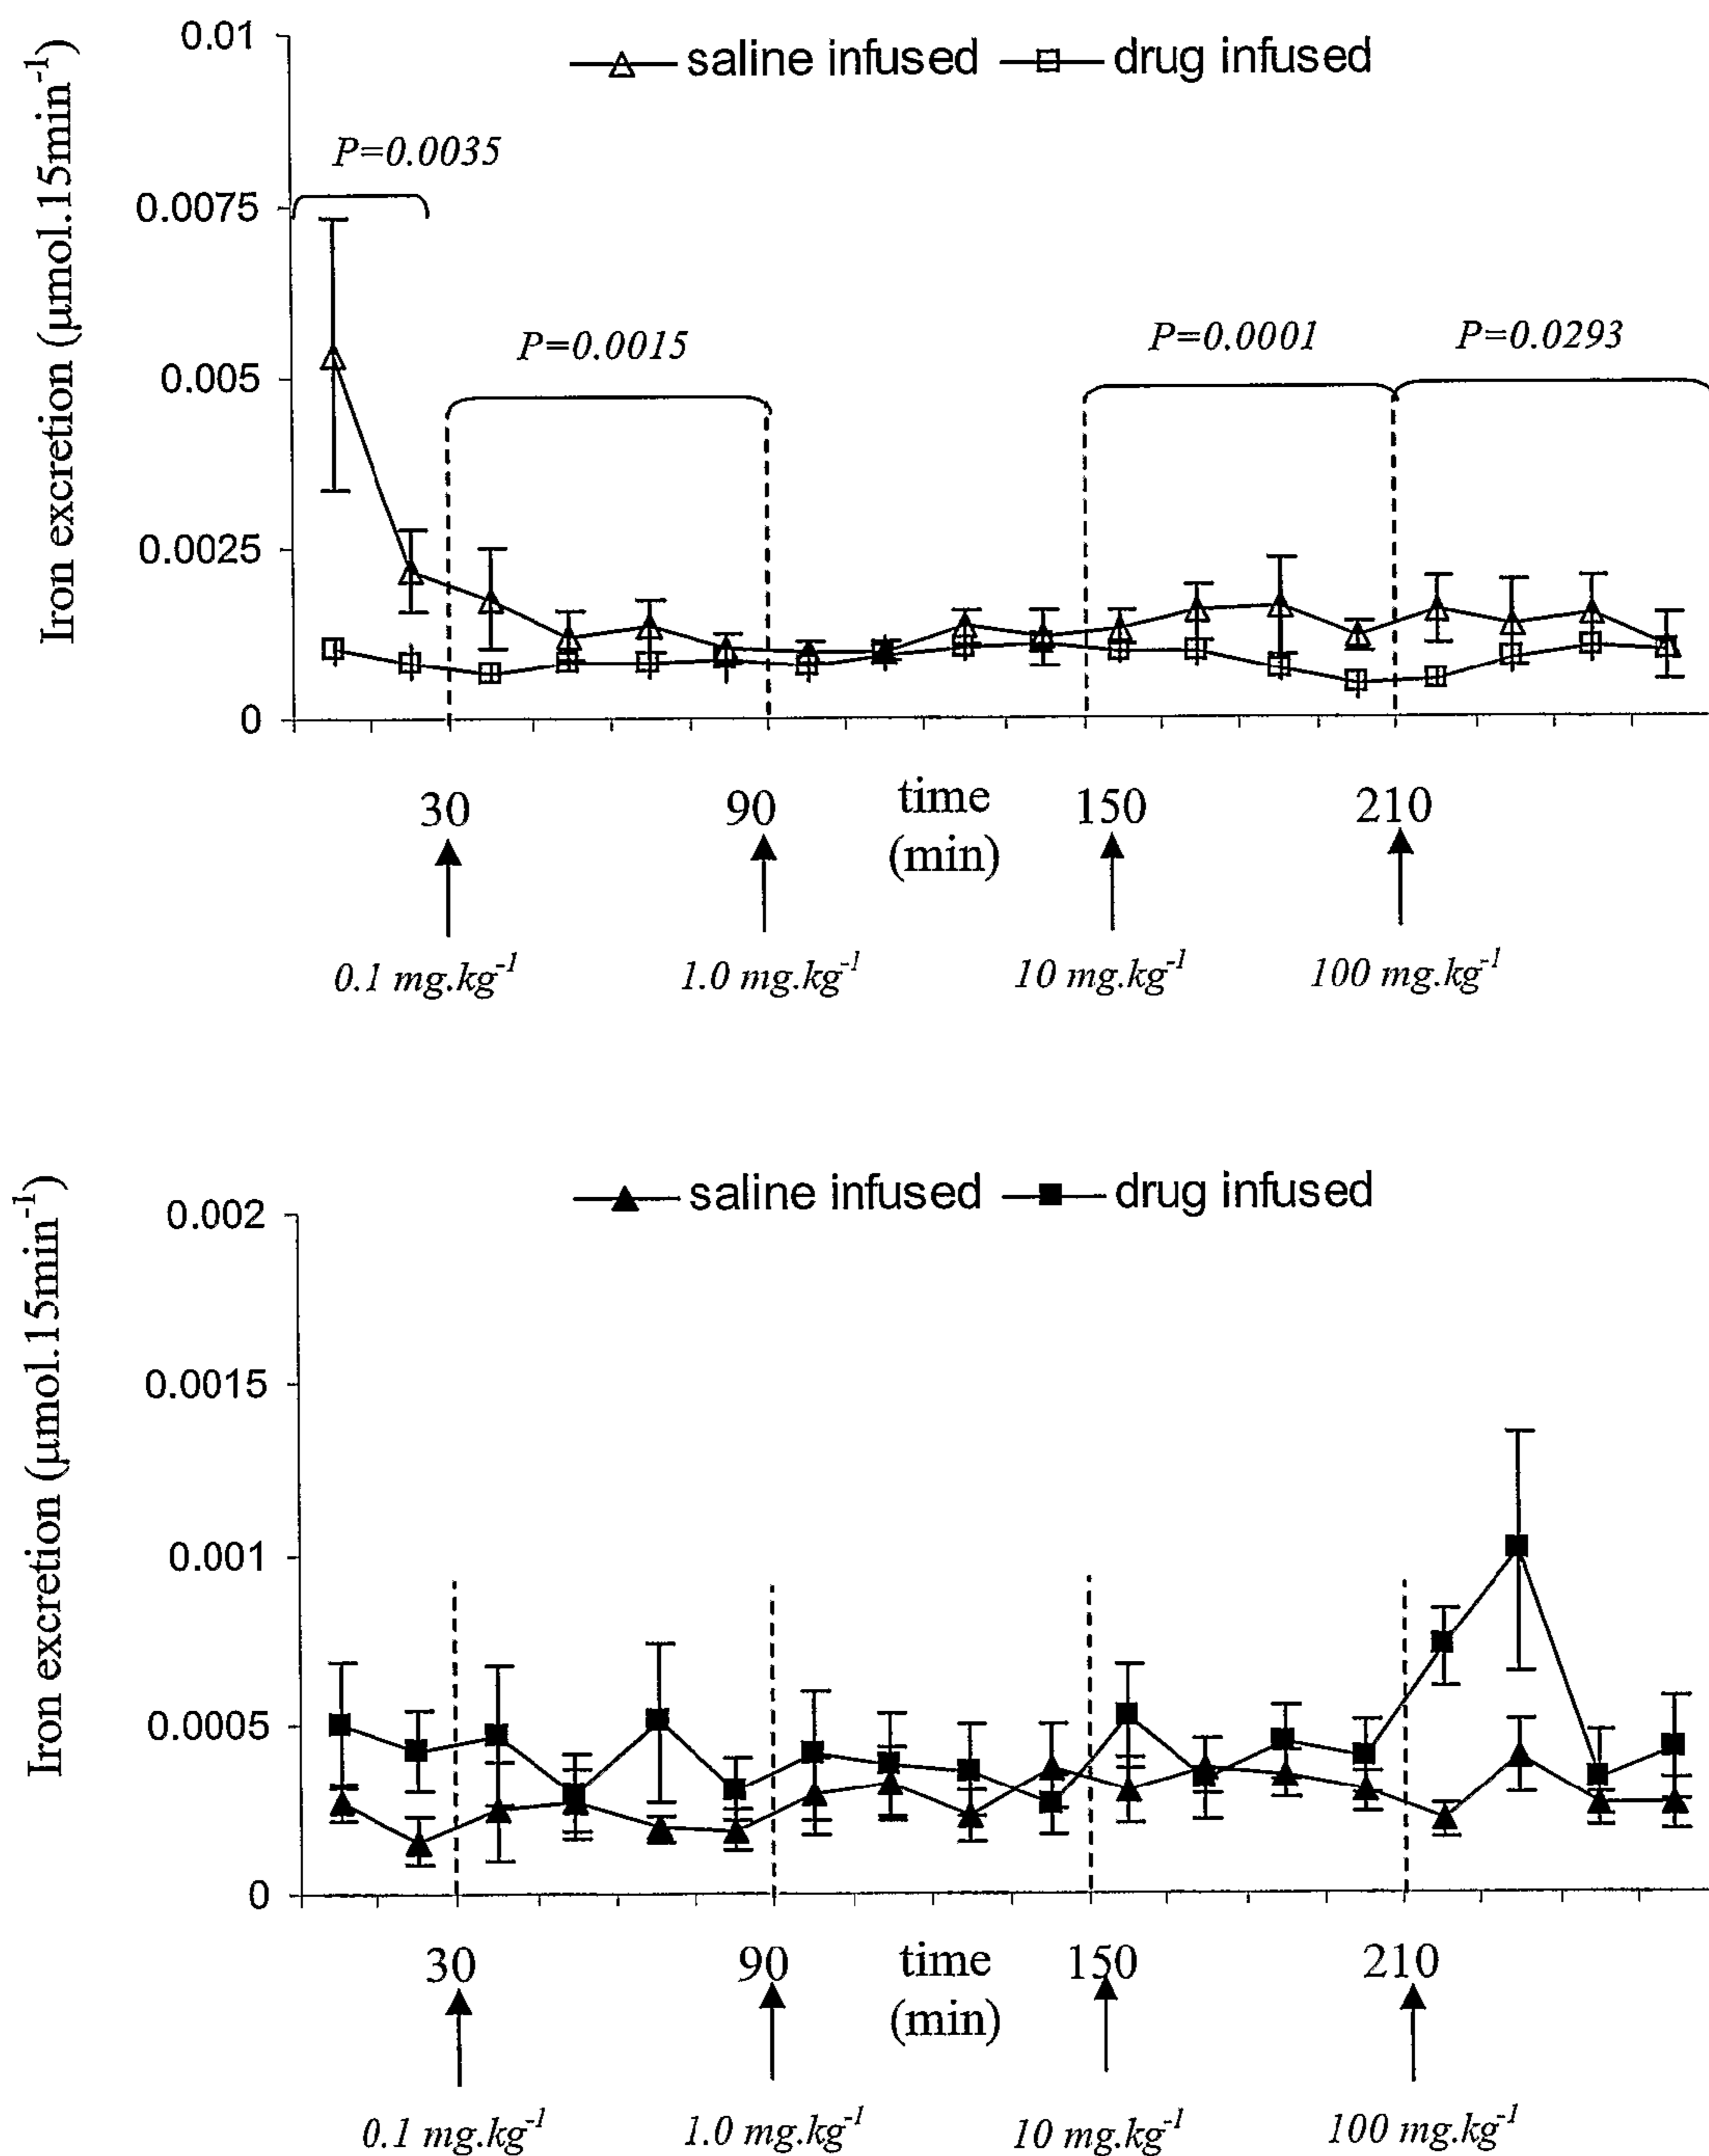 0.01
saline infused drug infused
P=0.0035
0.0075
P=0.0015 P=0.0001 P=0.0293
0.005
0.0025
0
Iron excretion (µmol.15min⁻¹)
30 90 time 150 210
(min)
0.1 mg.kg⁻¹ 1.0 mg.kg⁻¹ 10 mg.kg⁻¹ 100 mg.kg⁻¹
saline infused drug infused
0.002
0.0015
0.001
0.0005
0
Iron excretion (µmol.15min⁻¹)
30 90 time 150 210
(min)
0.1 mg.kg⁻¹ 1.0 mg.kg⁻¹ 10 mg.kg⁻¹ 100 mg.kg⁻¹